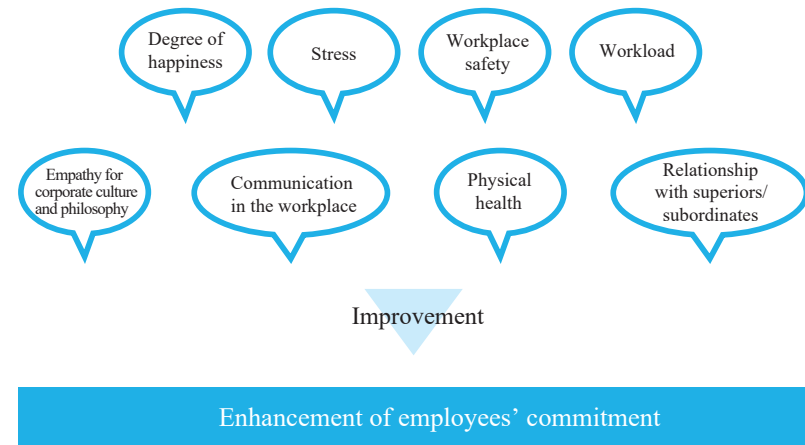 Degree of
happiness
Stress
Workplace
safety
Workload
Empathy for
corporate culture
and philosophy
Communication
in the workplace
Physical
health
Relationship
with superiors/
subordinates
Improvement
Enhancement of employees’ commitment